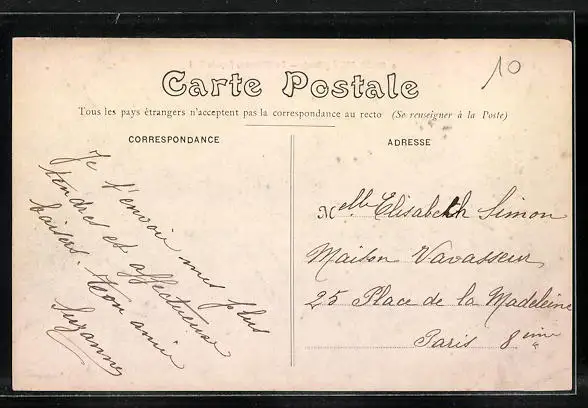 10
Carte Postale
Tous les pays étrangers n'acceptent pas la correspondance au recto (Se renseigner à la Poste)
CORRESPONDANCE
Je t'envoie mes plus
tendres et affectueux
baisers. Ton amie
Suzanne
ADRESSE
Melle Elisabeth Simon
Maison Vavasseur
25 Place de la Madeleine
Paris 8ème